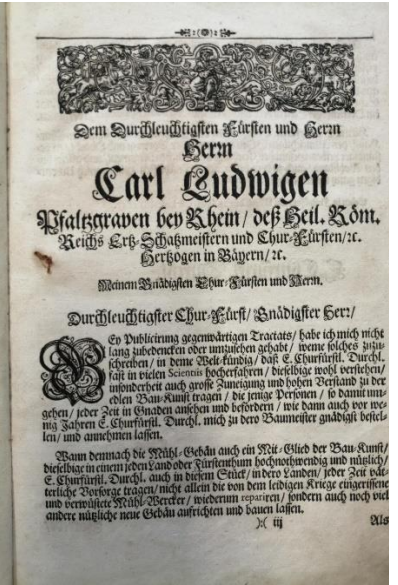 Dem Durchleuchtigsten Fürsten und Herrn
Herrn
Carl Ludwigen
Pfaltzgraven bey Rhein/ deß Heil. Röm.
Reichs Ertz-Schatzmeistern und Chur-Fürsten/ ꝛc.
Hertzogen in Bäyern/ ꝛc.
Meinem Gnädigsten Chur-Fürsten und Herrn.
Durchleuchtigster Chur-Fürst/ Gnädigster Herr/
BEy Publicirung gegenwärtigen Tractats/ habe ich mich nicht
lang zubedencken oder umzusehen gehabt/ weme solches zuzu-
schreiben/ in deme Welt-kündig/ daß E. Churfürstl. Durchl.
fast in vielen Scientiis hocherfahren/ dieselbige wohl verstehen/
insonderheit auch grosse Zuneigung und hohen Verstand zu der
edlen Bau-Kunst tragen/ die jenige Personen/ so damit umm-
gehen/ jeder Zeit in Gnaden ansehen und befördern/ wie dann auch vor we-
nig Jahren E. Churfürstl. Durchl. mich zu dero Baumeister gnädigst bestel-
len/ und annehmen lassen.
Wann demnach die Mühl-Gebäu auch ein Mit-Glied der Bau-Kunst/
dieselbige in einem jeden Land oder Fürstenthum hochnothwendig und nützlich/
E. Churfürstl. Durchl. auch in diesem Stück/ in dero Landen/ jeder Zeit vät-
terliche Vorsorge tragen/ nicht allein die von dem leidigen Kriege eingerissene
und verwüstete Mühl-Wercker/ wiederum repariren/ sondern auch noch viel
andere nützliche neue Gebäu aufrichten und bauen lassen.
):( iij Als